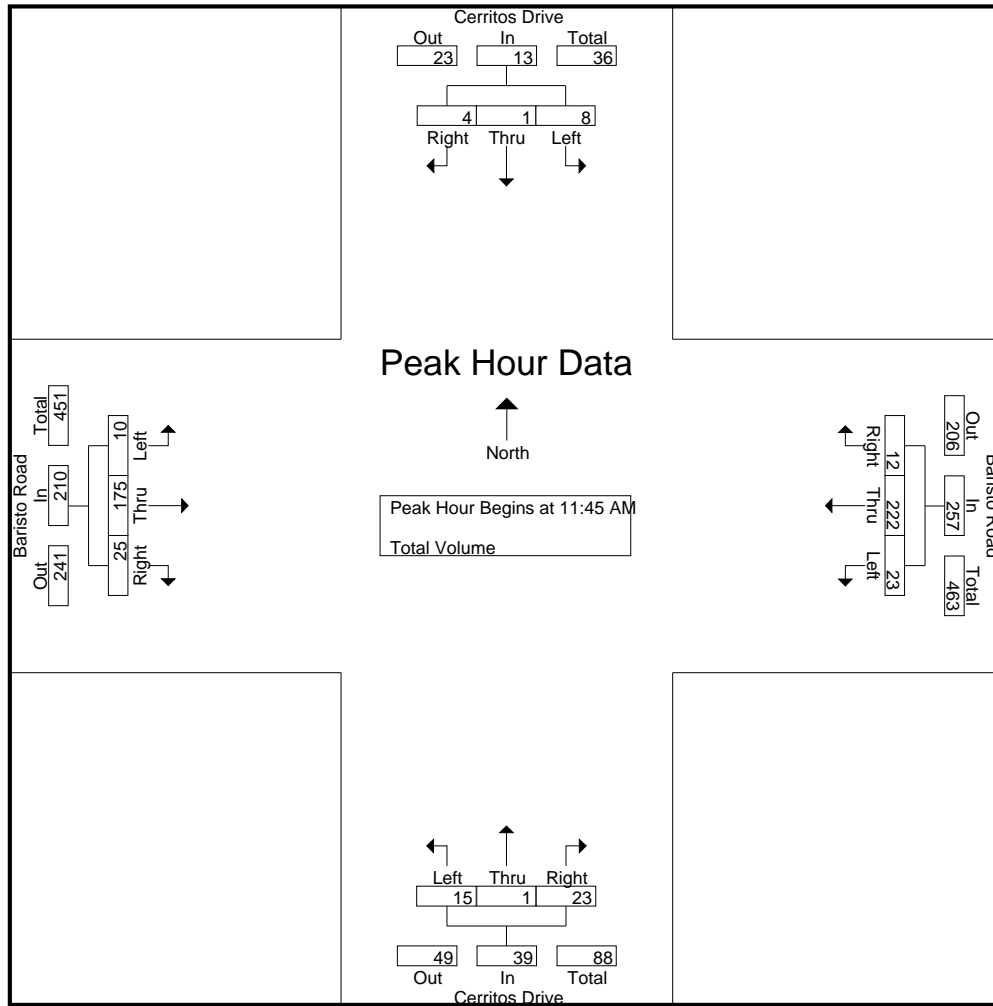 Cerritos Drive
Out In Total
23 13 36
4 1 8
Right Thru Left
Peak Hour Data
North
Peak Hour Begins at 11:45 AM
Total Volume
Baristo Road
Out In Total
241 210 451
10 175 25
Left Thru Right
Baristo Road
Out In Total
206 257 463
12 222 23
Right Thru Left
Left Thru Right
15 1 23
49 39 88
Out In Total
Cerritos Drive